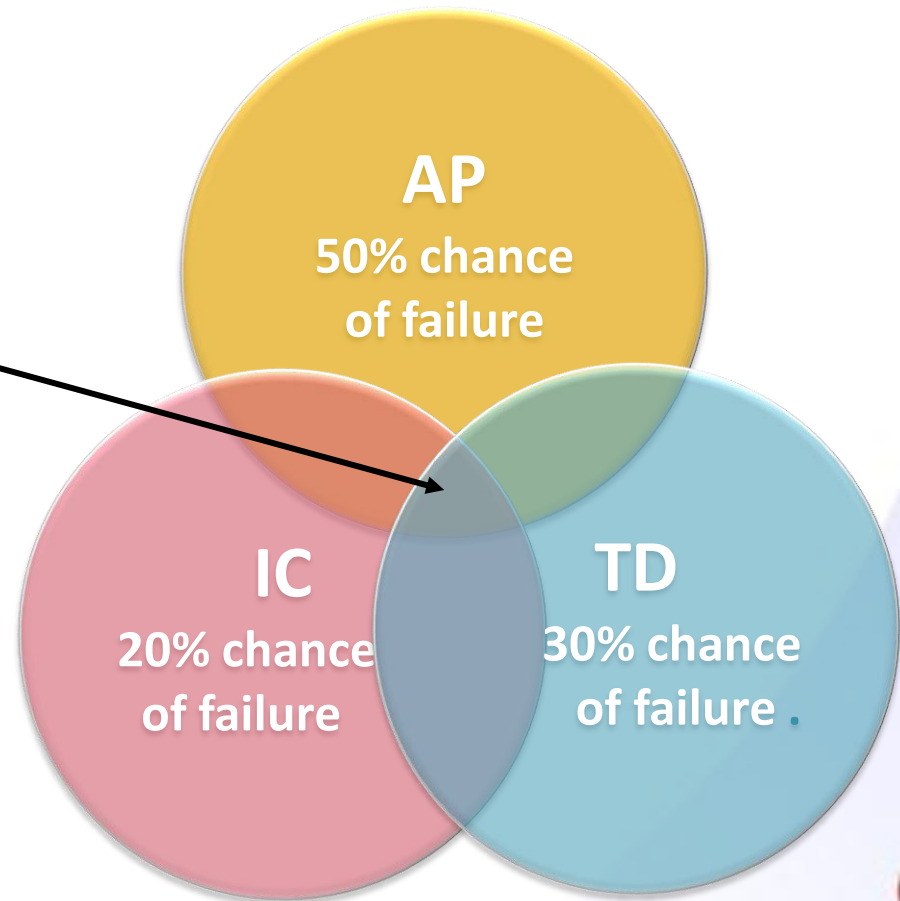 AP
50% chance
of failure
IC
20% chance
of failure
TD
30% chance
of failure .